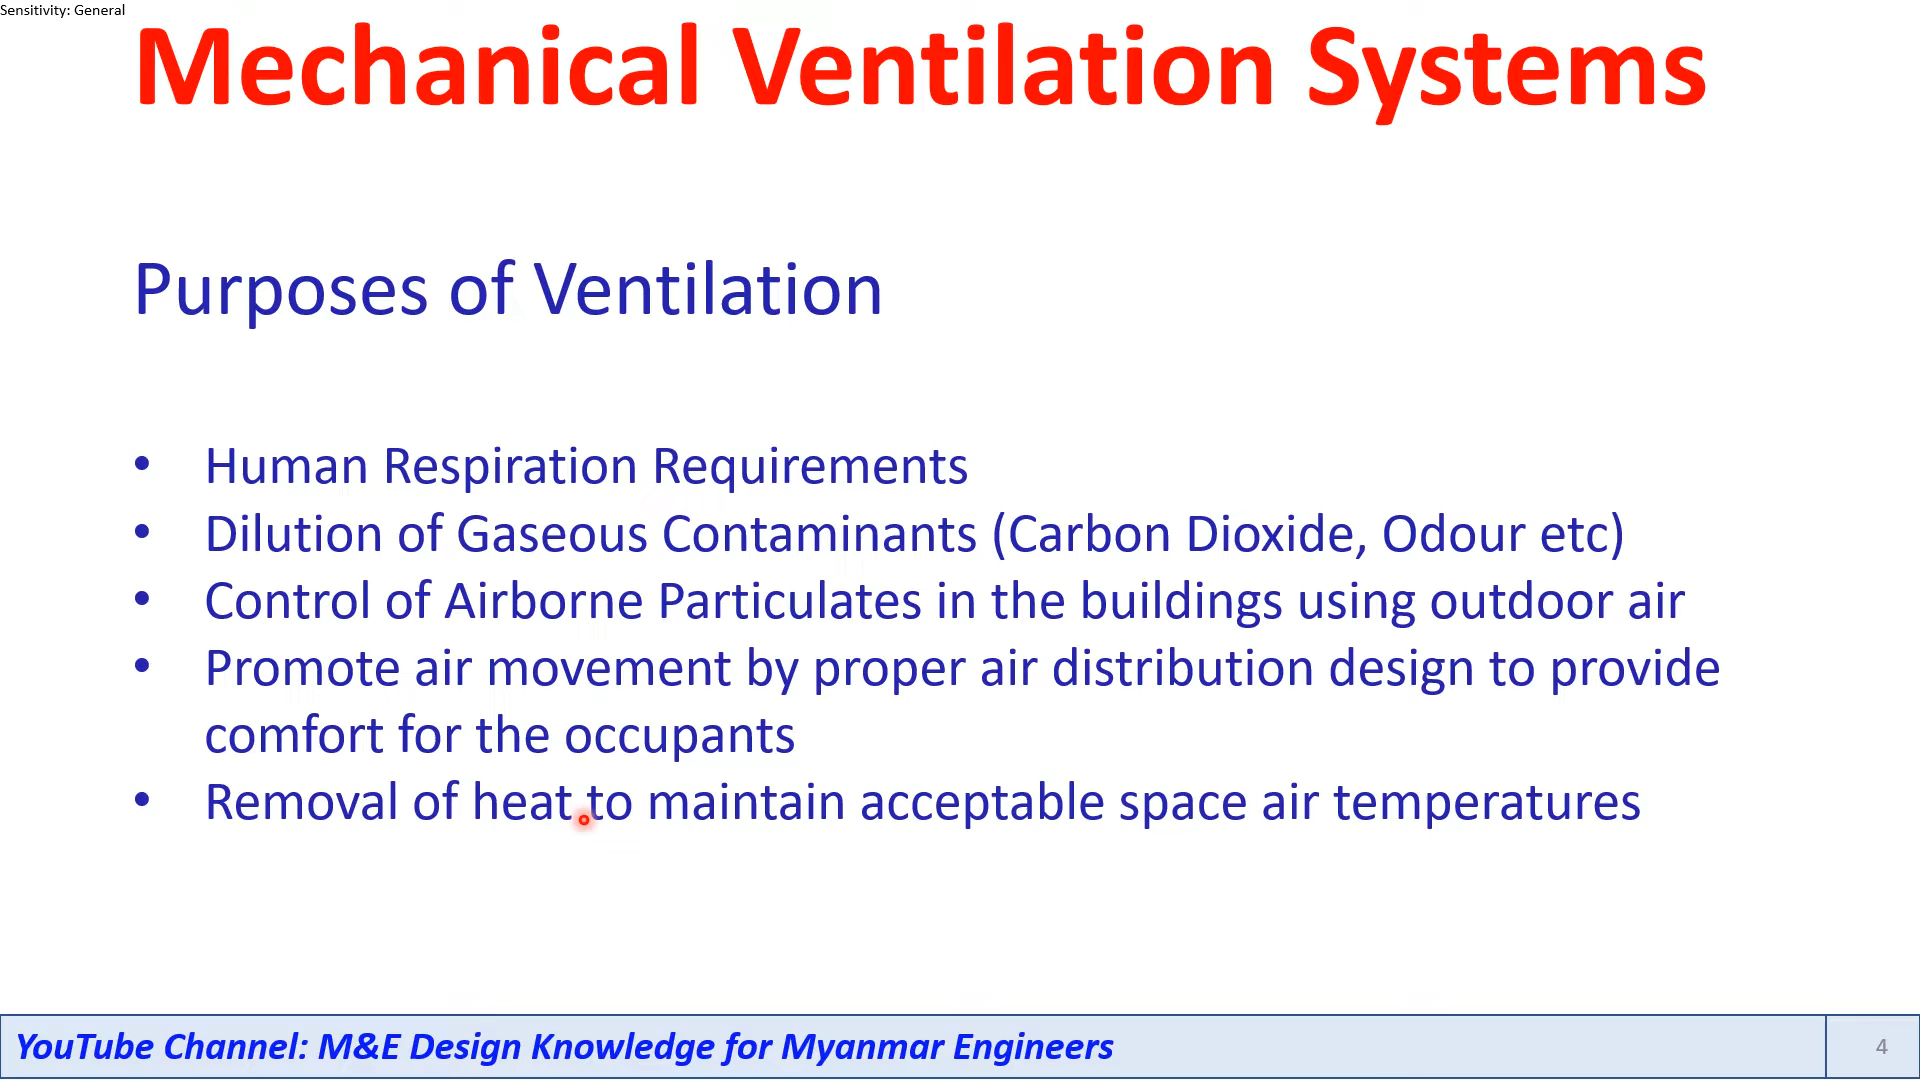 Sensitivity: General
Mechanical Ventilation Systems
Purposes of Ventilation
• Human Respiration Requirements
• Dilution of Gaseous Contaminants (Carbon Dioxide, Odour etc)
• Control of Airborne Particulates in the buildings using outdoor air
• Promote air movement by proper air distribution design to provide
comfort for the occupants
• Removal of heat to maintain acceptable space air temperatures
YouTube Channel: M&E Design Knowledge for Myanmar Engineers
4